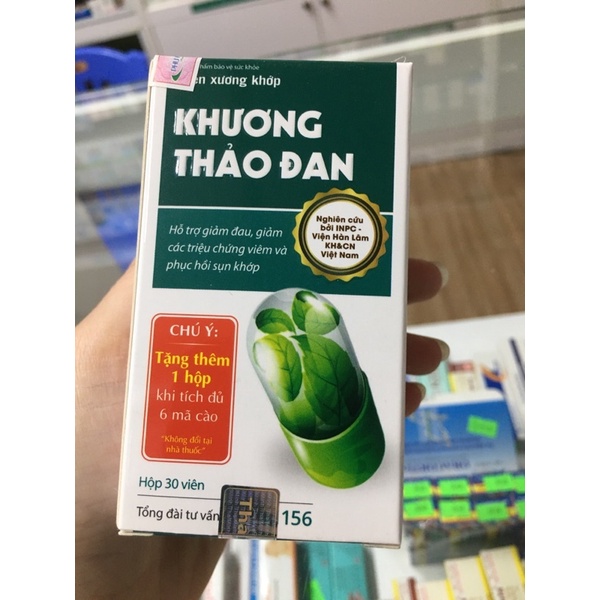 phẩm bảo vệ sức khỏe
xương khớp
KHƯƠNG
THẢO ĐAN
Hỗ trợ giảm đau, giảm
các triệu chứng viêm và
phục hồi sụn khớp
Nghiên cứu
bởi INPC -
Viện Hàn Lâm
KH&CN
Việt Nam
CHÚ Ý:
Tặng thêm
1 hộp
khi tích đủ
6 mã cào
"Không đổi tại
nhà thuốc"
Hộp 30 viên
Tổng đài tư vấn
156